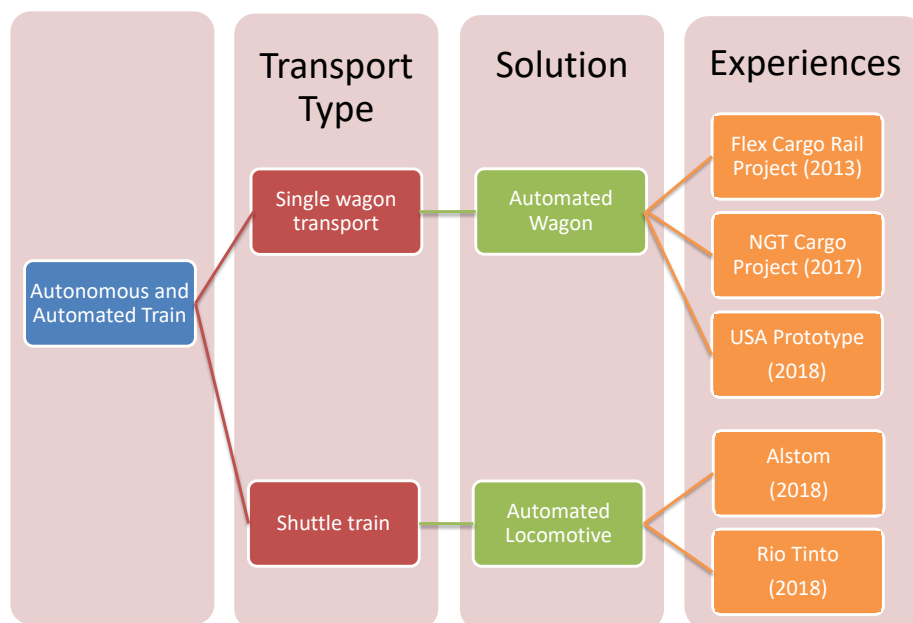 Transport
Type
Solution
Experiences
Autonomous and
Automated Train
Single wagon
transport
Automated
Wagon
Flex Cargo Rail
Project (2013)
NGT Cargo
Project (2017)
USA Prototype
(2018)
Shuttle train
Automated
Locomotive
Alstom
(2018)
Rio Tinto
(2018)